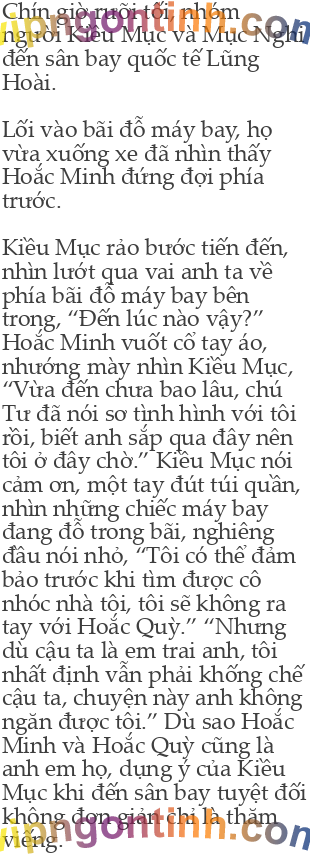 Chín giờ rưỡi tối, nhóm
người Kiều Mục và Mục Nghi
đến sân bay quốc tế Lũng
Hoài.
Lối vào bãi đỗ máy bay, họ
vừa xuống xe đã nhìn thấy
Hoắc Minh đứng đợi phía
trước.
Kiều Mục rảo bước tiến đến,
nhìn lướt qua vai anh ta về
phía bãi đỗ máy bay bên
trong, “Đến lúc nào vậy?”
Hoắc Minh vuốt cổ tay áo,
nhướng mày nhìn Kiều Mục,
“Vừa đến chưa bao lâu, chú
Tư đã nói sơ tình hình với tôi
rồi, biết anh sắp qua đây nên
tôi ở đây chờ.” Kiều Mục nói
cảm ơn, một tay đút túi quần,
nhìn những chiếc máy bay
đang đỗ trong bãi, nghiêng
đầu nói nhỏ, “Tôi có thể đảm
bảo trước khi tìm được cô
nhóc nhà tôi, tôi sẽ không ra
tay với Hoắc Quỳ.” “Nhưng
dù cậu ta là em trai anh, tôi
nhất định vẫn phải khống chế
cậu ta, chuyện này anh không
ngăn được tôi.” Dù sao Hoắc
Minh và Hoắc Quỳ cũng là
anh em họ, dụng ý của Kiều
Mục khi đến sân bay tuyệt đối
không đơn giản chỉ là thăm
viếng.
vipngontinh.com
vipngontinh.com